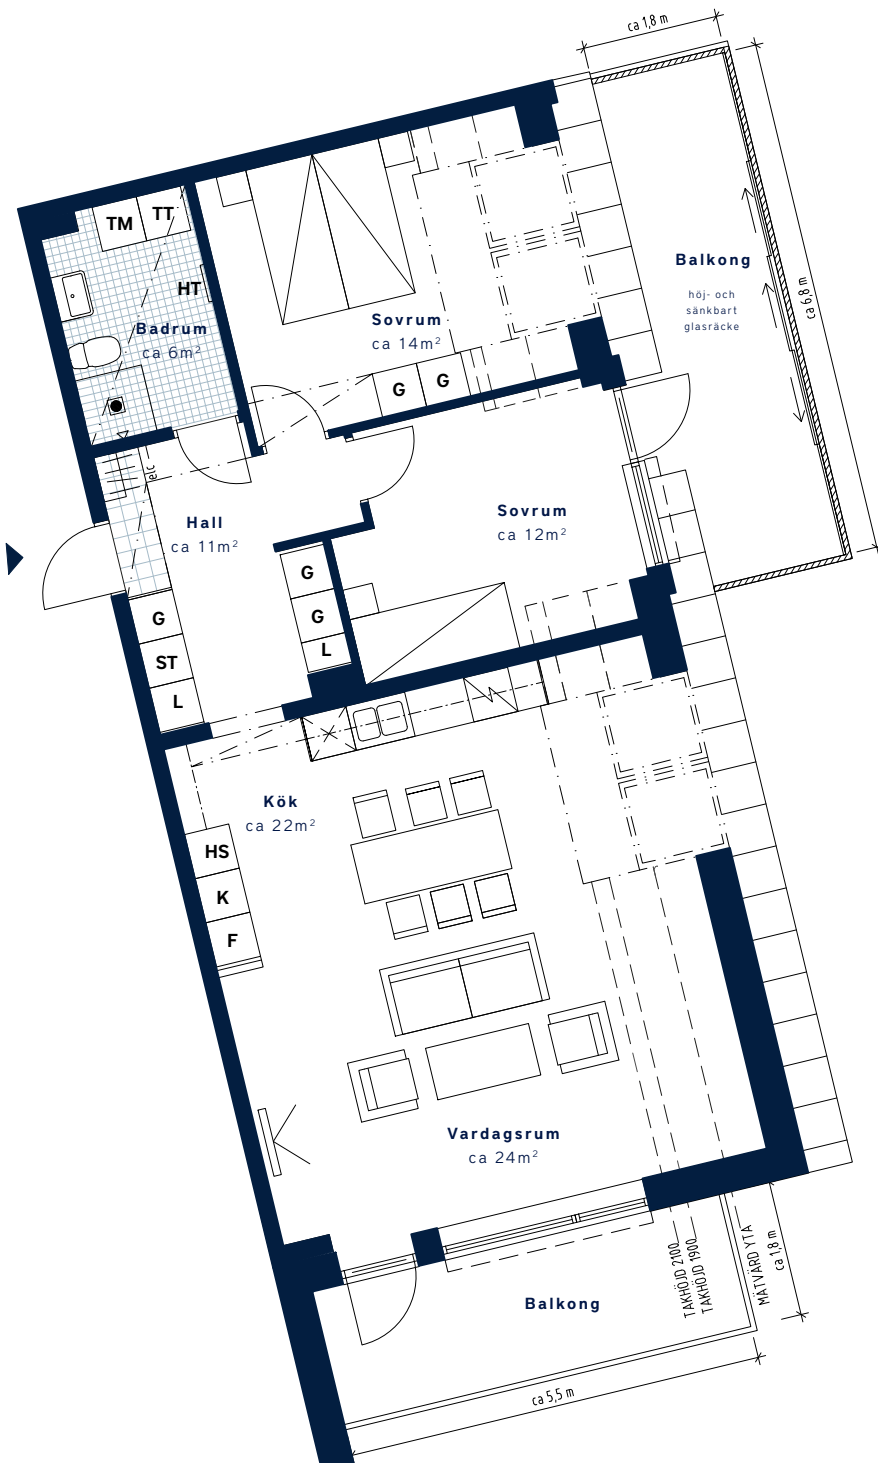 ca 1,8 m
TM
TT
HT
Badrum
ca 6m²
Sovrum
ca 14m²
G
G
Balkong
höj- och
sänkbart
glasräcke
ca 6,8 m
elc
Hall
ca 11m²
Sovrum
ca 12m²
G
G
L
G
ST
L
Kök
ca 22m²
HS
K
F
Vardagsrum
ca 24m²
TAKHÖJD 2100
TAKHÖJD 1900
MÄTVÄRD YTA
ca 1,8 m
Balkong
ca 5,5 m